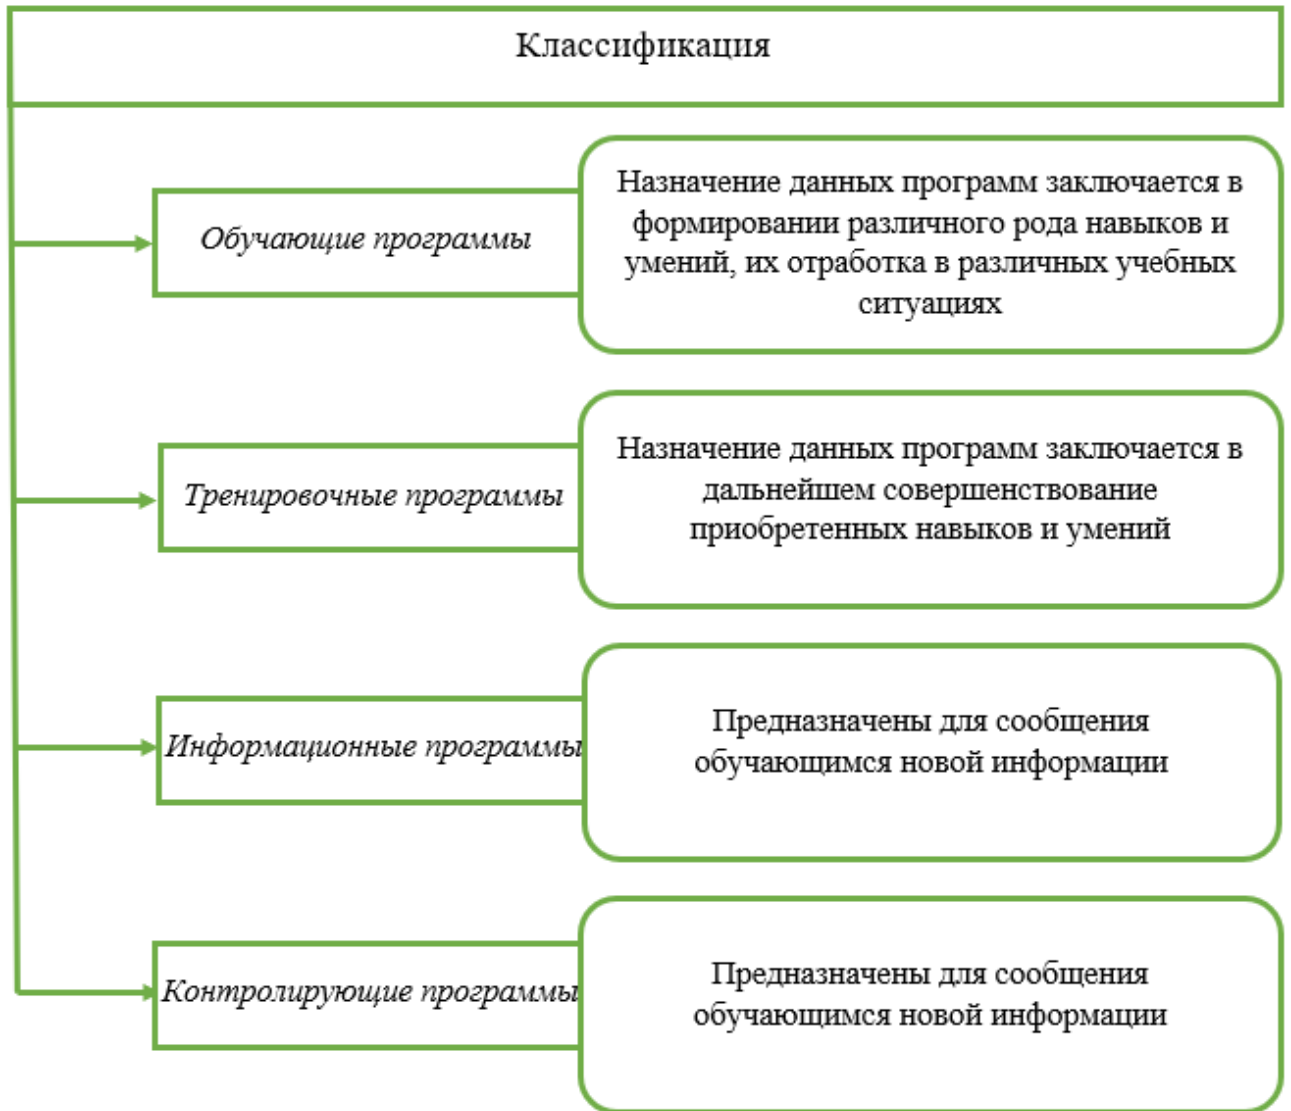 Классификация
Обучающие программы
Назначение данных программ заключается в
формировании различного рода навыков и
умений, их отработка в различных учебных
ситуациях
Тренировочные программы
Назначение данных программ заключается в
дальнейшем совершенствование
приобретенных навыков и умений
Информационные программы
Предназначены для сообщения
обучающимся новой информации
Контролирующие программы
Предназначены для сообщения
обучающимся новой информации